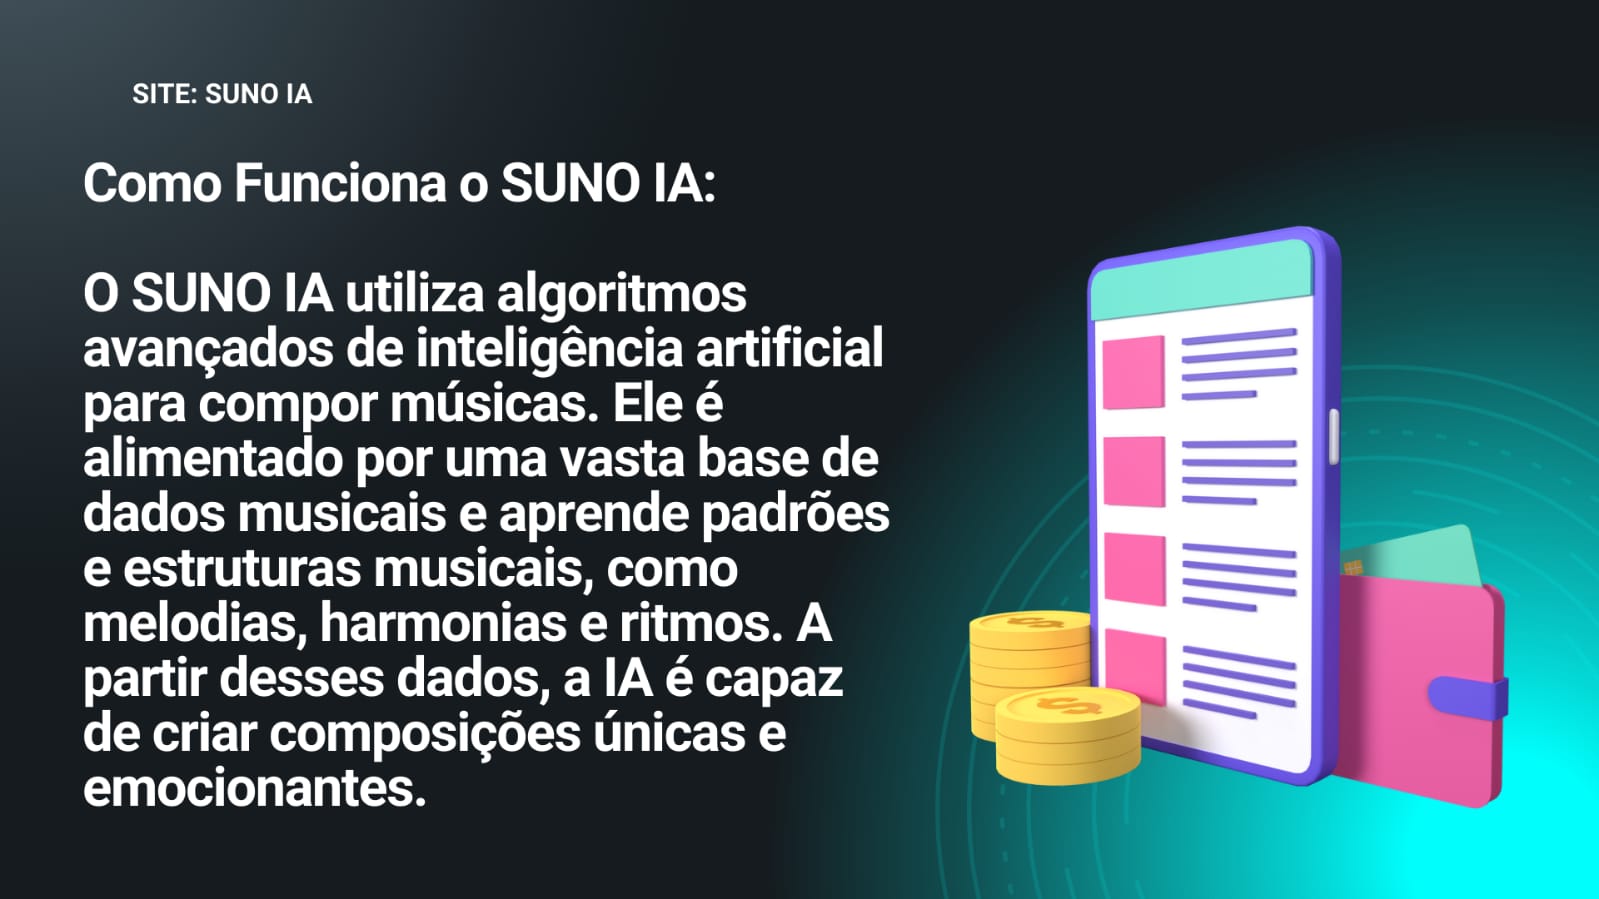 SITE: SUNO IA
Como Funciona o SUNO IA:
O SUNO IA utiliza algoritmos
avançados de inteligência artificial
para compor músicas. Ele é
alimentado por uma vasta base de
dados musicais e aprende padrões
e estruturas musicais, como
melodias, harmonias e ritmos. A
partir desses dados, a IA é capaz
de criar composições únicas e
emocionantes.